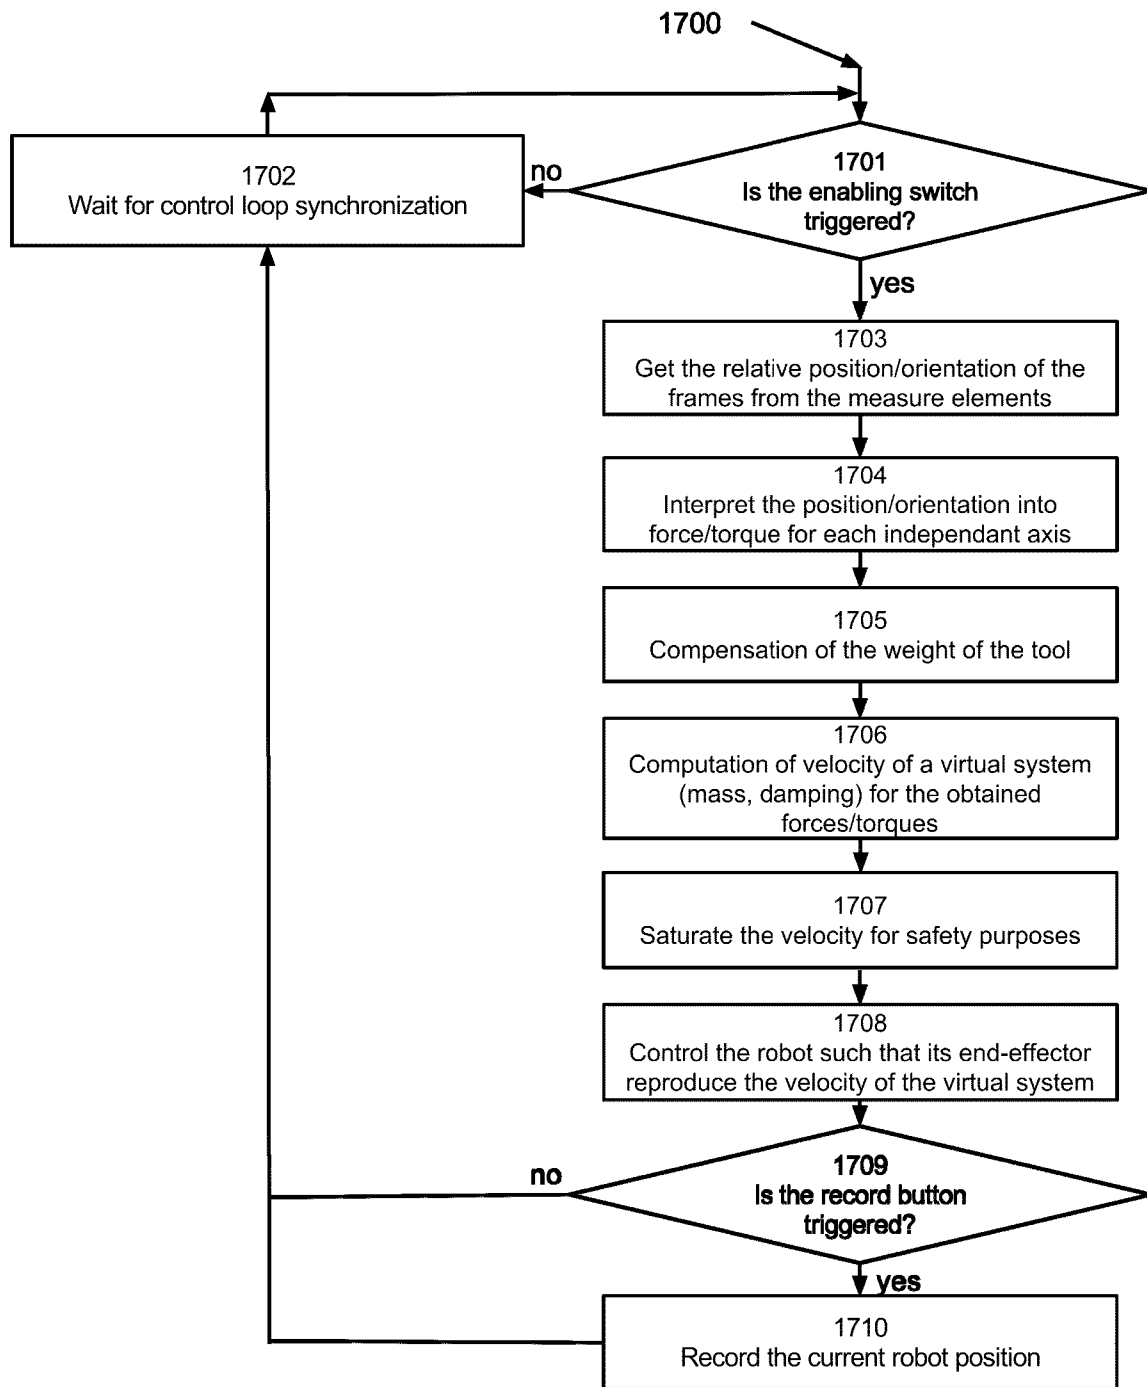 1700
1701
Is the enabling switch
triggered?
no
1702
Wait for control loop synchronization
yes
1703
Get the relative position/orientation of the
frames from the measure elements
1704
Interpret the position/orientation into
force/torque for each independant axis
1705
Compensation of the weight of the tool
1706
Computation of velocity of a virtual system
(mass, damping) for the obtained
forces/torques
1707
Saturate the velocity for safety purposes
1708
Control the robot such that its end-effector
reproduce the velocity of the virtual system
1709
Is the record button
triggered?
no
yes
1710
Record the current robot position